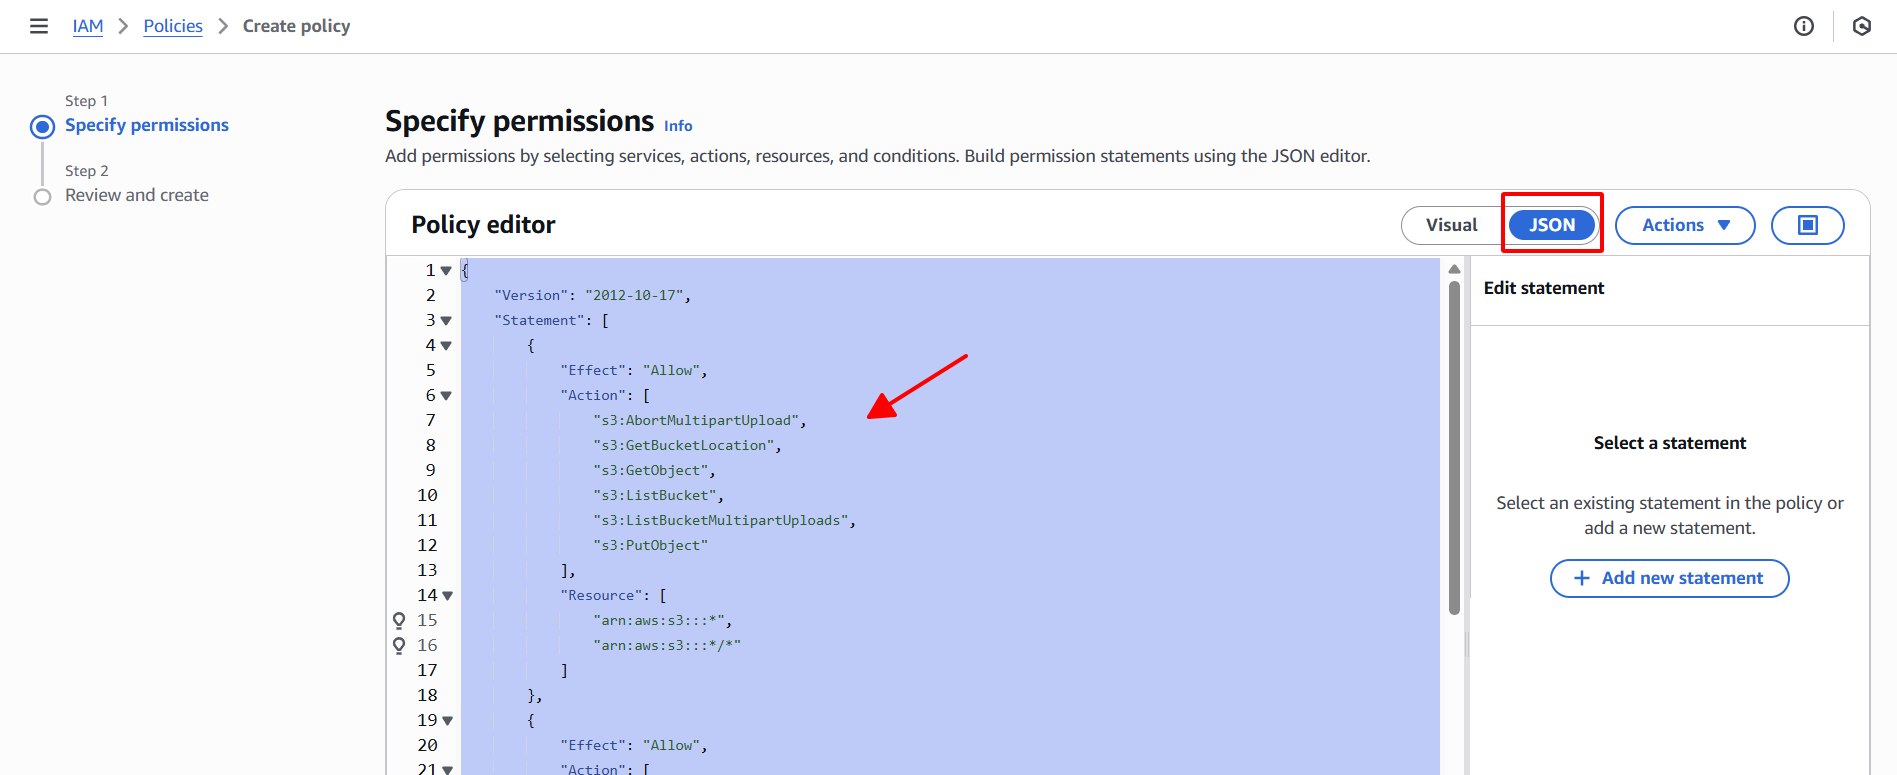 IAM > Policies > Create policy
Step 1
Specify permissions
Step 2
Review and create
Specify permissions Info
Add permissions by selecting services, actions, resources, and conditions. Build permission statements using the JSON editor.
Policy editor
Visual JSON Actions
1 {
2 "Version": "2012-10-17",
3 "Statement": [
4 {
5 "Effect": "Allow",
6 "Action": [
7 "s3:AbortMultipartUpload",
8 "s3:GetBucketLocation",
9 "s3:GetObject",
10 "s3:ListBucket",
11 "s3:ListBucketMultipartUploads",
12 "s3:PutObject"
13 ],
14 "Resource": [
15 "arn:aws:s3:::*",
16 "arn:aws:s3:::*/*"
17 ]
18 },
19 {
20 "Effect": "Allow",
21 "Action": [
Edit statement
Select a statement
Select an existing statement in the policy or
add a new statement.
+ Add new statement